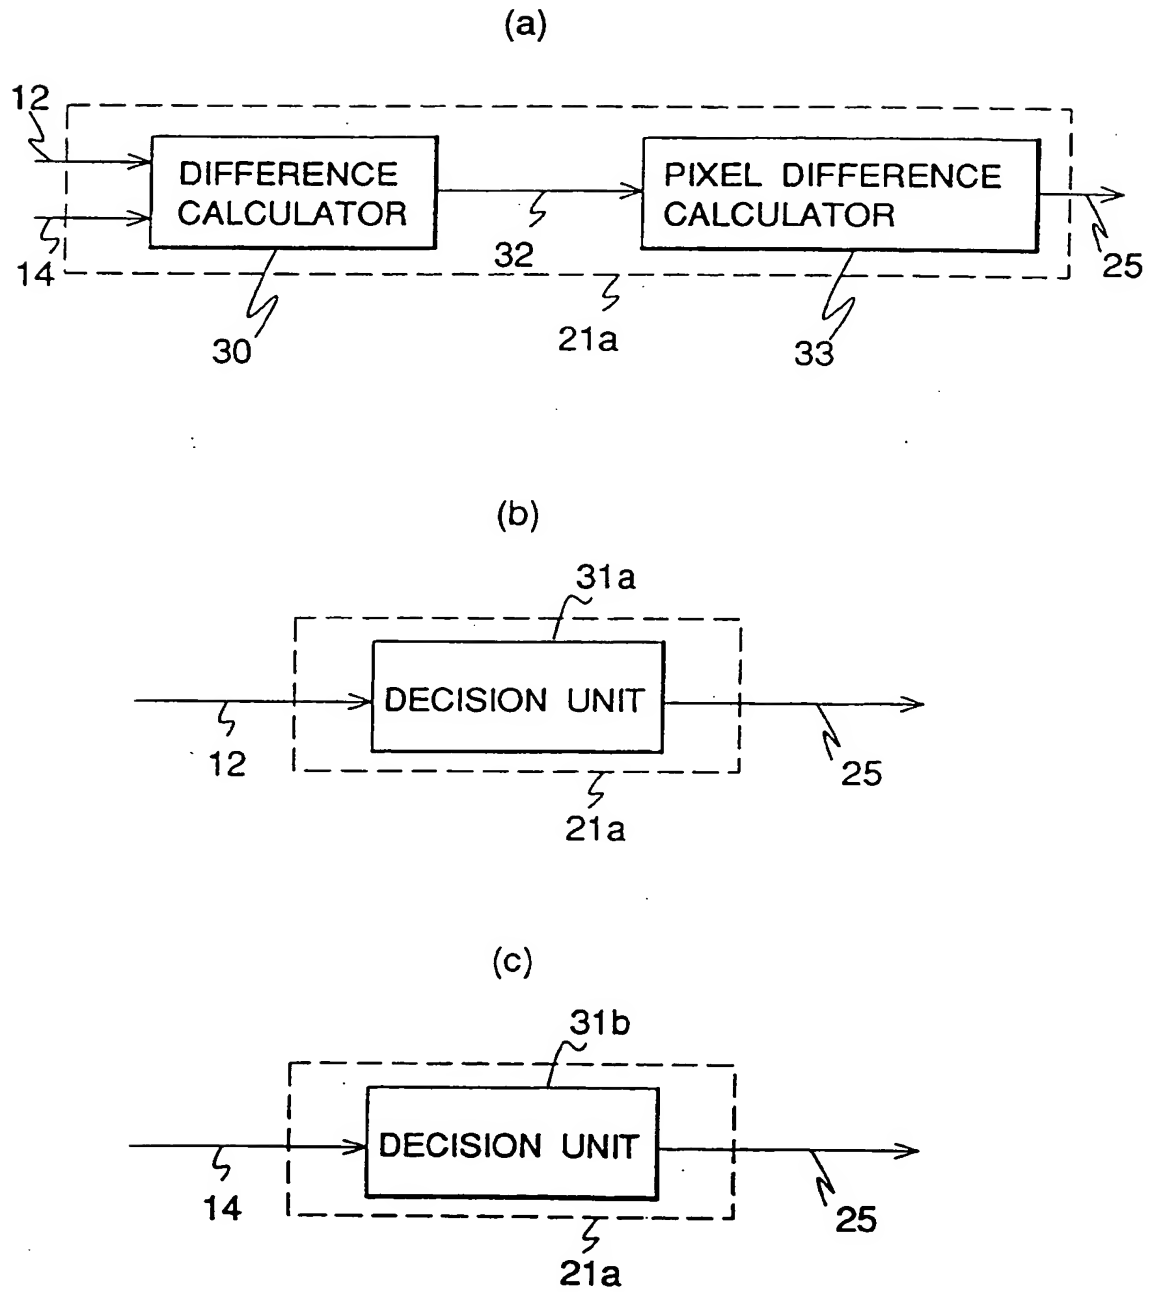 (a)
12
DIFFERENCE
CALCULATOR
PIXEL DIFFERENCE
CALCULATOR
14
32
25
30
21a
33
(b)
31a
DECISION UNIT
12
25
21a
(c)
31b
DECISION UNIT
14
25
21a